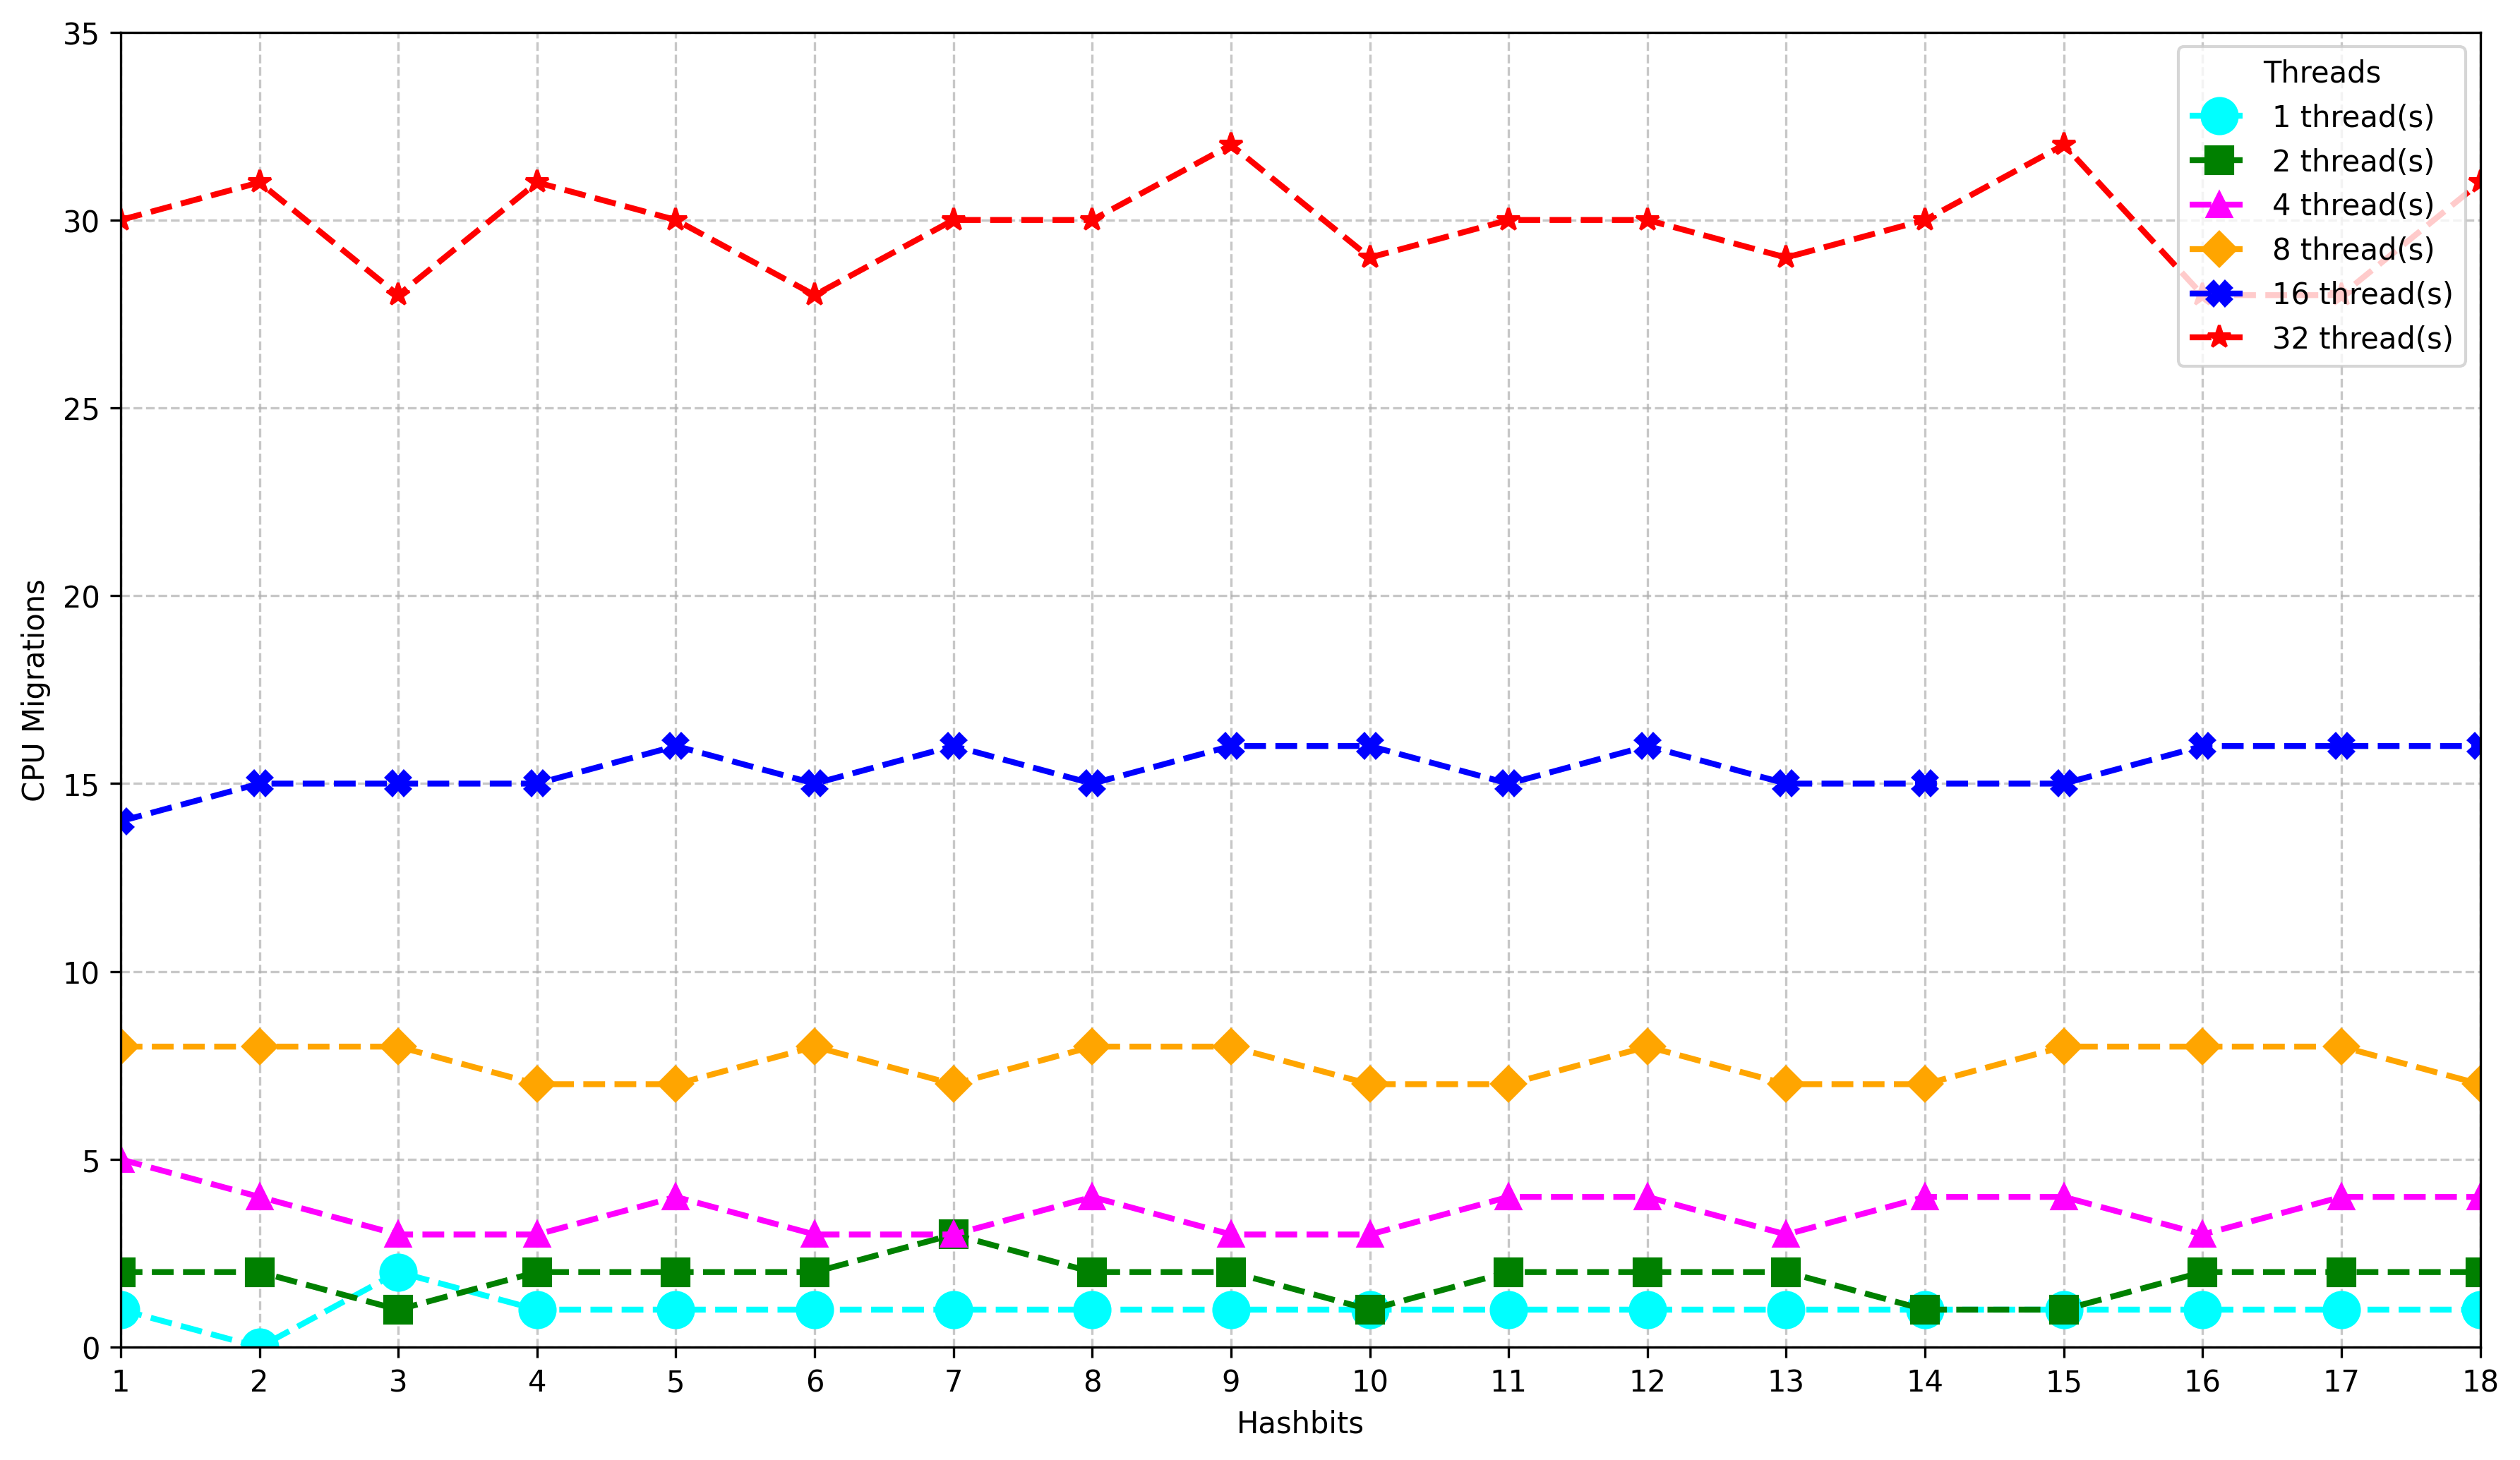 35
30
25
20
15
10
5
0
CPU Migrations
1 2 3 4 5 6 7 8 9 10 11 12 13 14 15 16 17 18
Hashbits
Threads
1 thread(s)
2 thread(s)
4 thread(s)
8 thread(s)
16 thread(s)
32 thread(s)